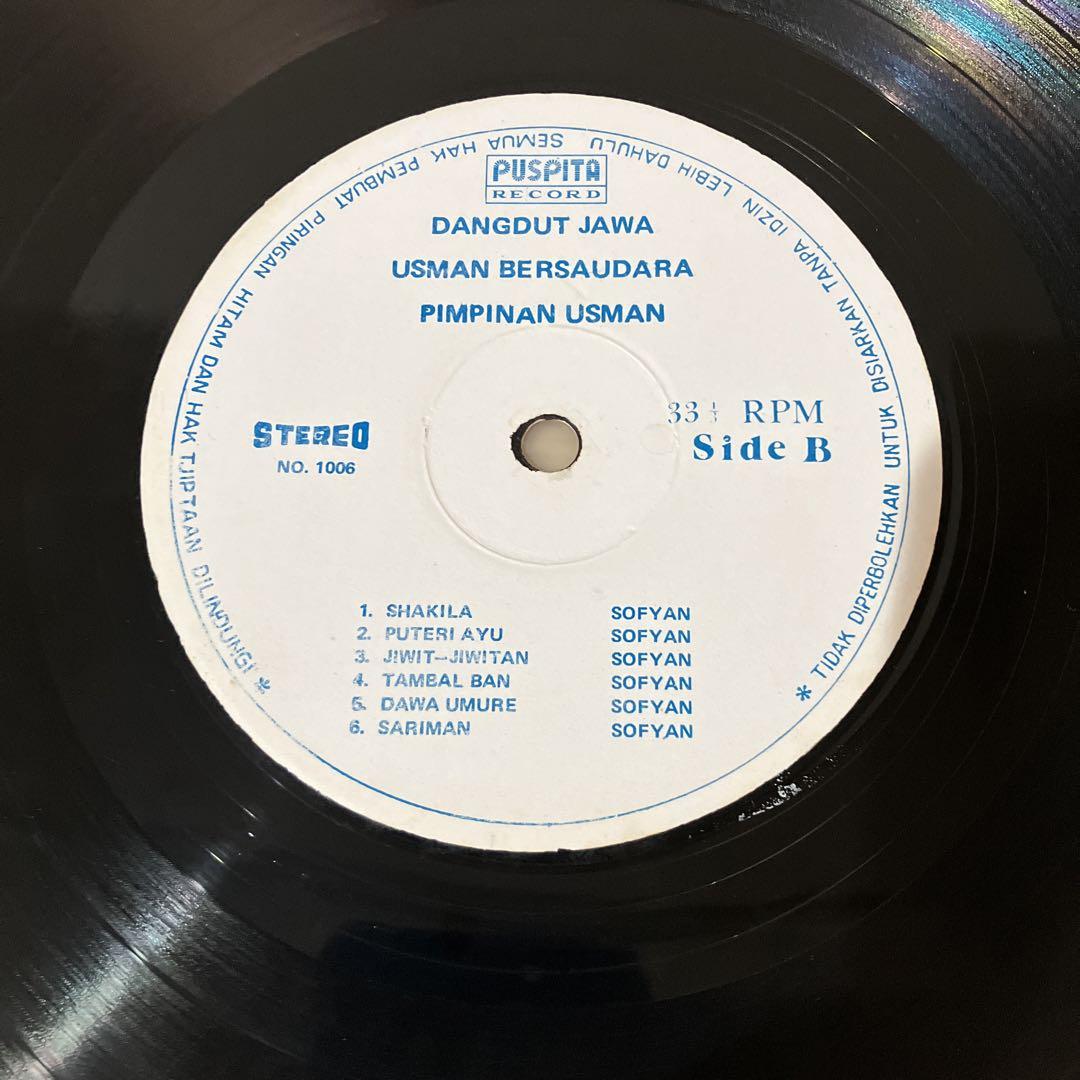 PUSPITA
RECORD
DANGDUT JAWA
USMAN BERSAUDARA
PIMPINAN USMAN
STEREO
NO. 1006
33 1/3 RPM
Side B
1. SHAKILA SOFYAN
2. PUTERI AYU SOFYAN
3. JIWIT-JIWITAN SOFYAN
4. TAMBAL BAN SOFYAN
5. DAWA UMURE SOFYAN
6. SARIMAN SOFYAN
* TIDAK DIPERBOLEHKAN UNTUK DISIARKAN TANPA IDZIN LEBIH DAHULU SEMUA HAK PEMBUAT PIRINGAN HITAM DAN HAK TJIPTAAN DILINDUNGI *